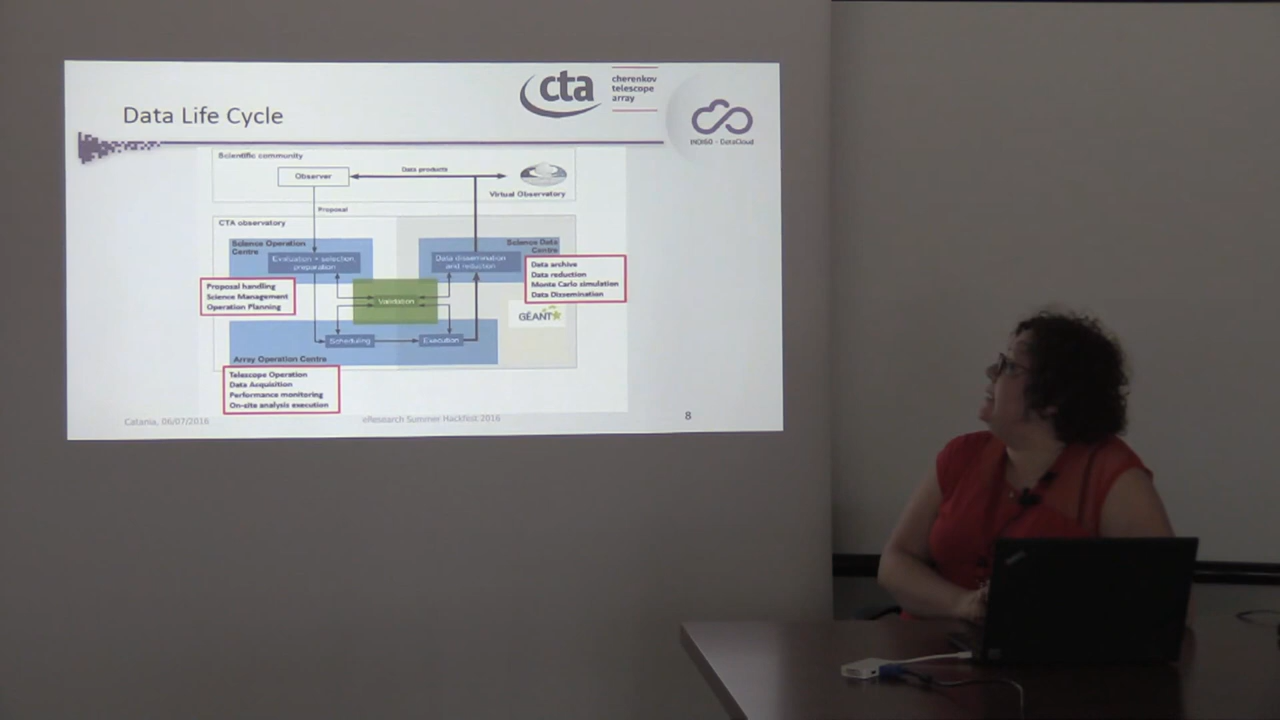 cta
cherenkov
telescope
array
Data Life Cycle
INDIGO - DataCloud
Scientific community
Observer
Data products
Virtual Observatory
Proposal
CTA observatory
Science Operation
Centre
Science Data
Centre
Evaluation + selection
preparation
Data dissemination
and reduction
Data archive
Data reduction
Monte Carlo simulation
Data Dissemination
Proposal handling
Science Management
Operation Planning
Validation
GÉANT
Scheduling
Execution
Array Operation Centre
Telescope Operation
Data Acquisition
Performance monitoring
On-site analysis execution
Catania, 06/07/2016
eResearch Summer Hackfest 2016
8